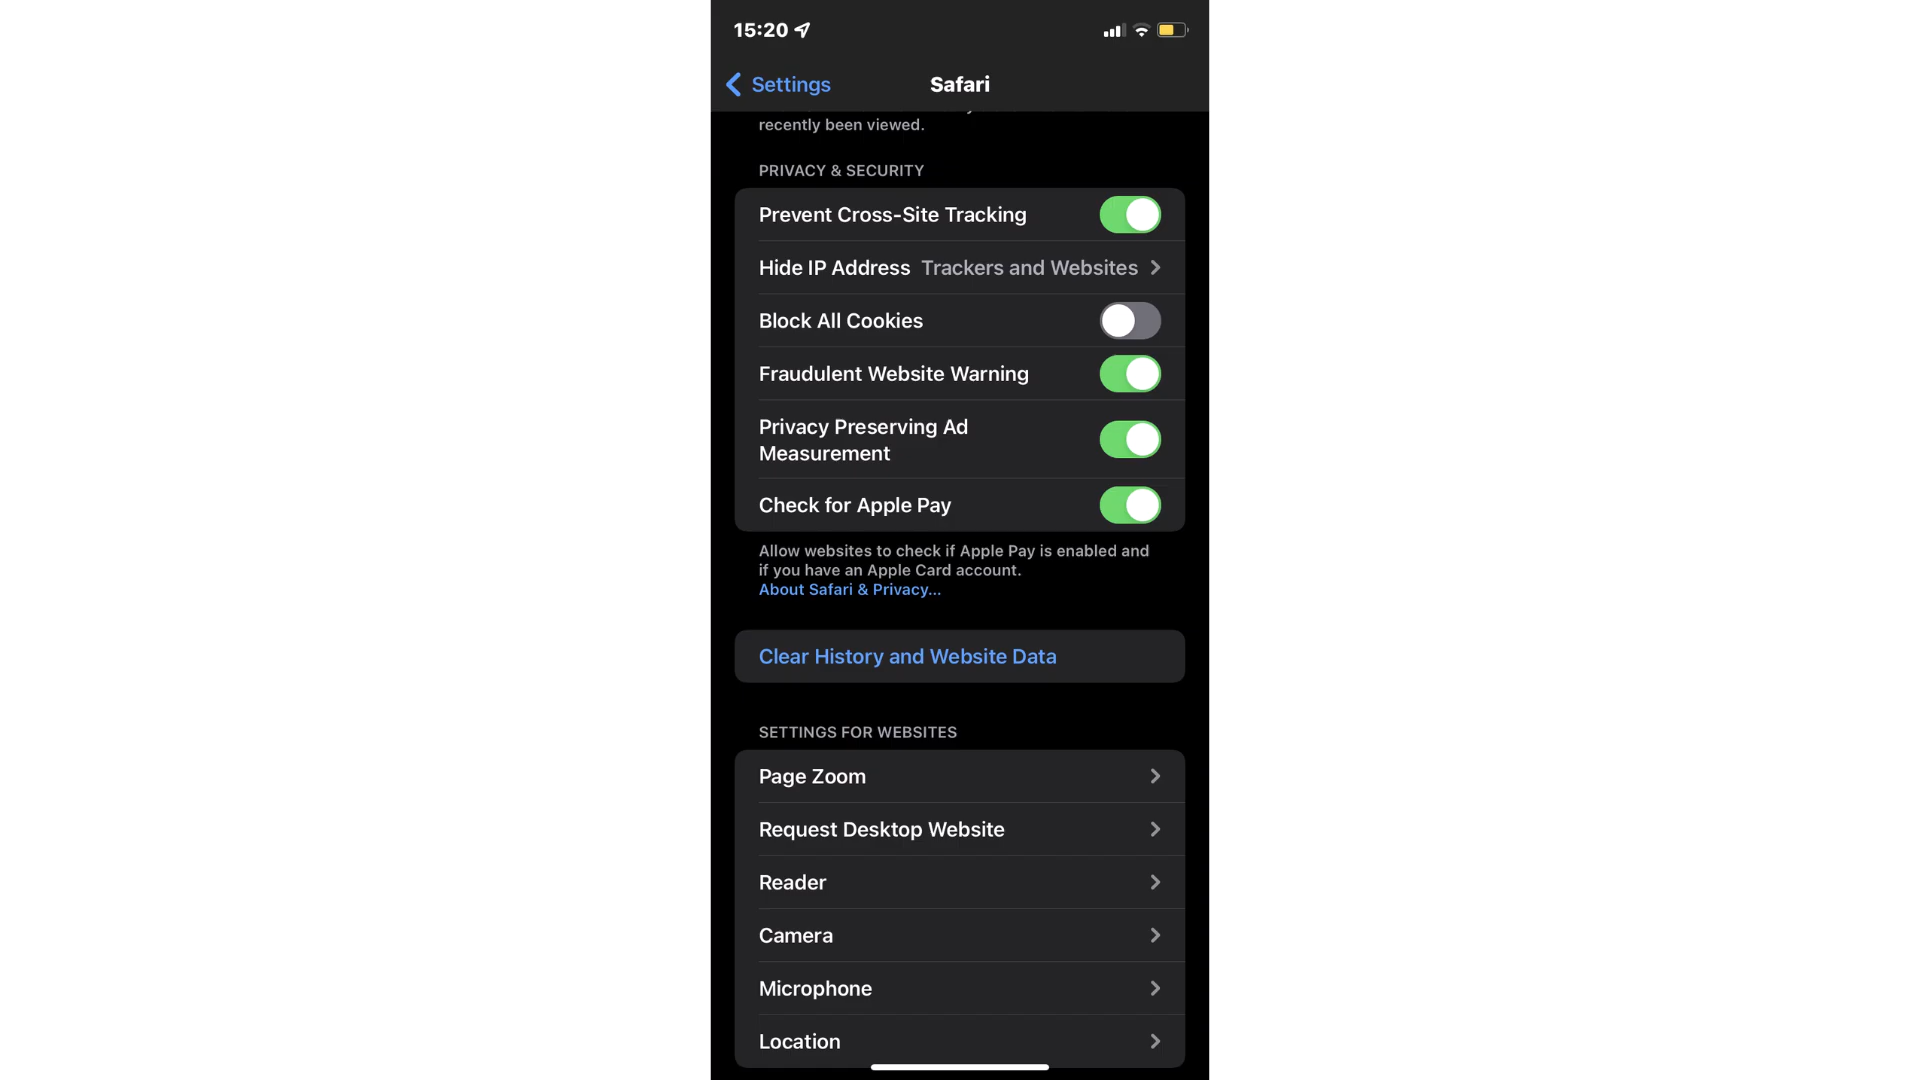 15:20
Settings
Safari
recently been viewed.
PRIVACY & SECURITY
Prevent Cross-Site Tracking
Hide IP Address Trackers and Websites
Block All Cookies
Fraudulent Website Warning
Privacy Preserving Ad
Measurement
Check for Apple Pay
Allow websites to check if Apple Pay is enabled and
if you have an Apple Card account.
About Safari & Privacy...
Clear History and Website Data
SETTINGS FOR WEBSITES
Page Zoom
Request Desktop Website
Reader
Camera
Microphone
Location